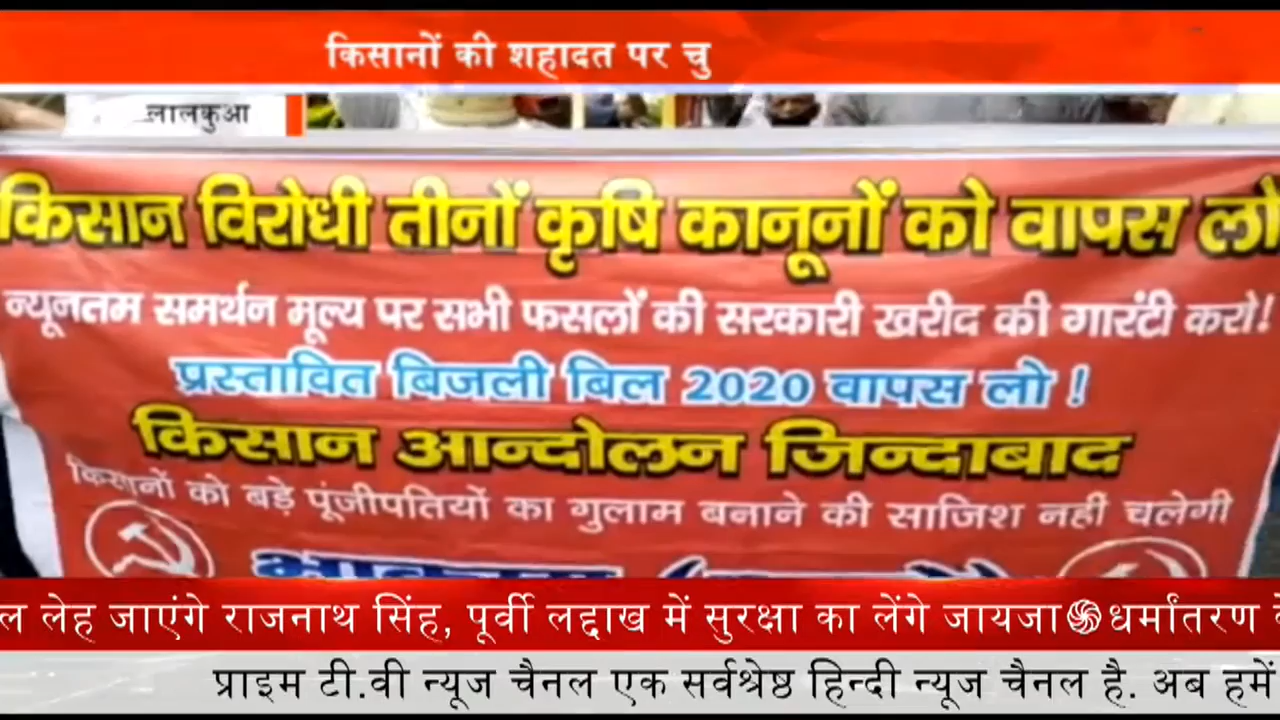 किसानों की शहादत पर चु
लालकुआ
किसान विरोधी तीनों कृषि कानूनों को वापस लो
न्यूनतम समर्थन मूल्य पर सभी फसलों की सरकारी खरीद की गारंटी करो!
प्रस्तावित बिजली बिल 2020 वापस लो !
किसान आन्दोलन जिन्दाबाद
किसानों को बड़े पूंजीपतियों का गुलाम बनाने की साजिश नही चलेगी
ल लेह जाएंगे राजनाथ सिंह, पूर्वी लद्दाख में सुरक्षा का लेंगे जायजा धर्मांतरण
प्राइम टी.वी न्यूज चैनल एक सर्वश्रेष्ठ हिन्दी न्यूज चैनल है. अब हमें